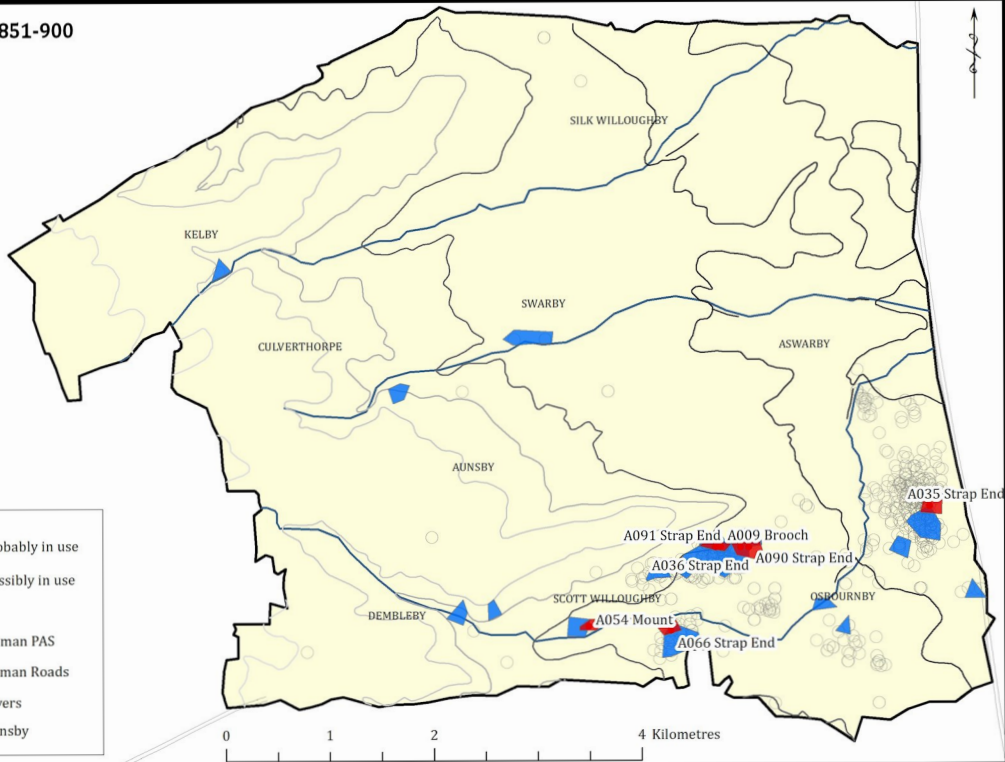 851-900
SILK WILLOUGHBY
KELBY
SWARBY
CULVERTHORPE
ASWARBY
AUNSBY
A035 Strap End
A091 Strap End
A009 Brooch
A090 Strap End
A036 Strap End
SCOTT WILLOUGHBY
OSBOURNBY
DEMBLEBY
A054 Mount
A066 Strap End
obably in use
ssibly in use
man PAS
man Roads
vers
nsby
0 1 2 4 Kilometres